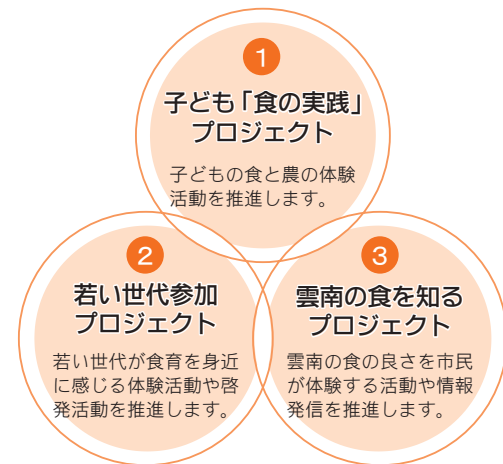 1
子ども「食の実践」
プロジェクト
子どもの食と農の体験
活動を推進します。
2
若い世代参加
プロジェクト
若い世代が食育を身近
に感じる体験活動や啓
発活動を推進します。
3
雲南の食を知る
プロジェクト
雲南の食の良さを市民
が体験する活動や情報
発信を推進します。